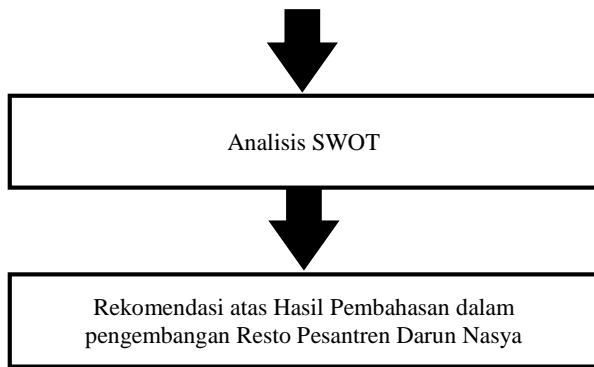 Analisis SWOT
Rekomendasi atas Hasil Pembahasan dalam
pengembangan Resto Pesantren Darun Nasya